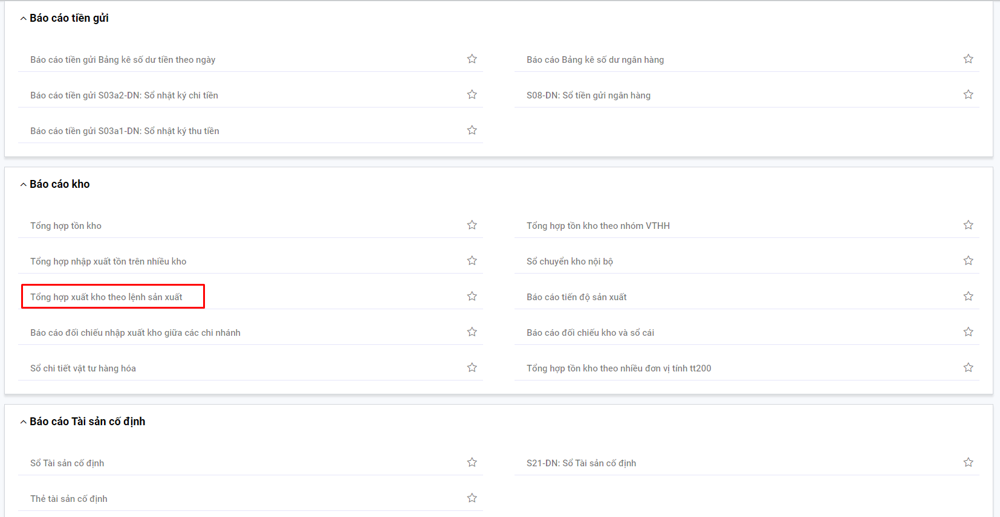 Báo cáo tiền gửi
Báo cáo tiền gửi Bảng kê số dư tiền theo ngày
Báo cáo Bảng kê số dư ngân hàng
Báo cáo tiền gửi S03a2-DN: Sổ nhật ký chi tiền
S08-DN: Sổ tiền gửi ngân hàng
Báo cáo tiền gửi S03a1-DN: Sổ nhật ký thu tiền
Báo cáo kho
Tổng hợp tồn kho
Tổng hợp tồn kho theo nhóm VTHH
Tổng hợp nhập xuất tồn trên nhiều kho
Sổ chuyển kho nội bộ
Tổng hợp xuất kho theo lệnh sản xuất
Báo cáo tiến độ sản xuất
Báo cáo đối chiếu nhập xuất kho giữa các chi nhánh
Báo cáo đối chiếu kho và sổ cái
Sổ chi tiết vật tư hàng hóa
Tổng hợp tồn kho theo nhiều đơn vị tính tt200
Báo cáo Tài sản cố định
Sổ Tài sản cố định
S21-DN: Sổ Tài sản cố định
Thẻ tài sản cố định